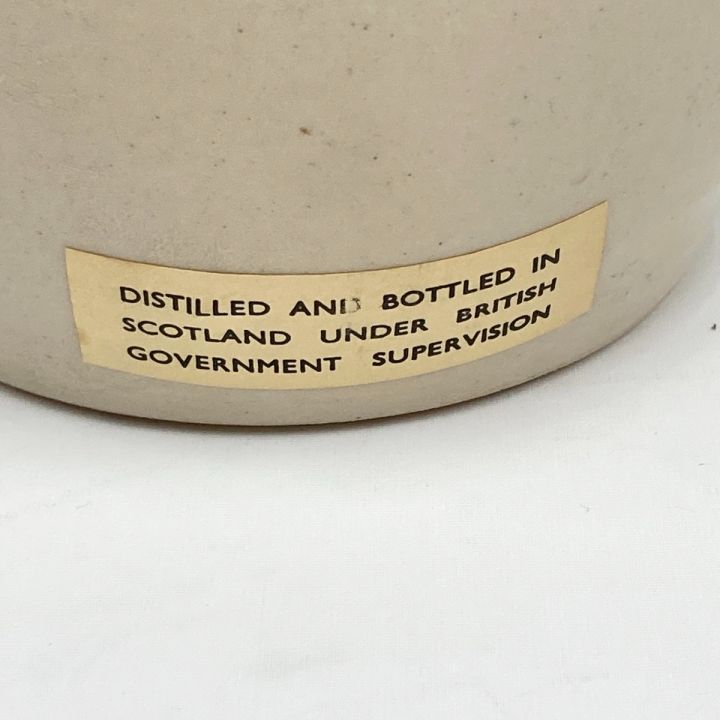 DISTILLED AND BOTTLED IN
SCOTLAND UNDER BRITISH
GOVERNMENT SUPERVISION